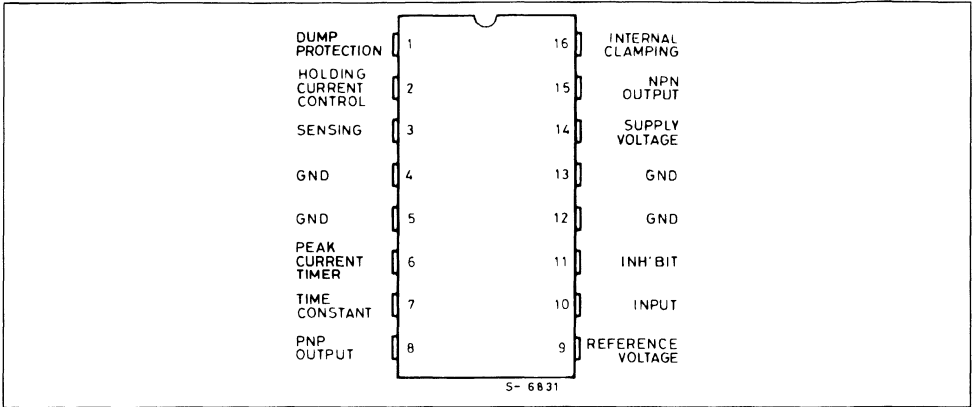 DUMP
PROTECTION
1
HOLDING
CURRENT
CONTROL
2
SENSING
3
GND
4
GND
5
PEAK
CURRENT
TIMER
6
TIME
CONSTANT
7
PNP
OUTPUT
8
16
INTERNAL
CLAMPING
15
NPN
OUTPUT
14
SUPPLY
VOLTAGE
13
GND
12
GND
11
INH'BIT
10
INPUT
9
REFERENCE
VOLTAGE
S- 6831